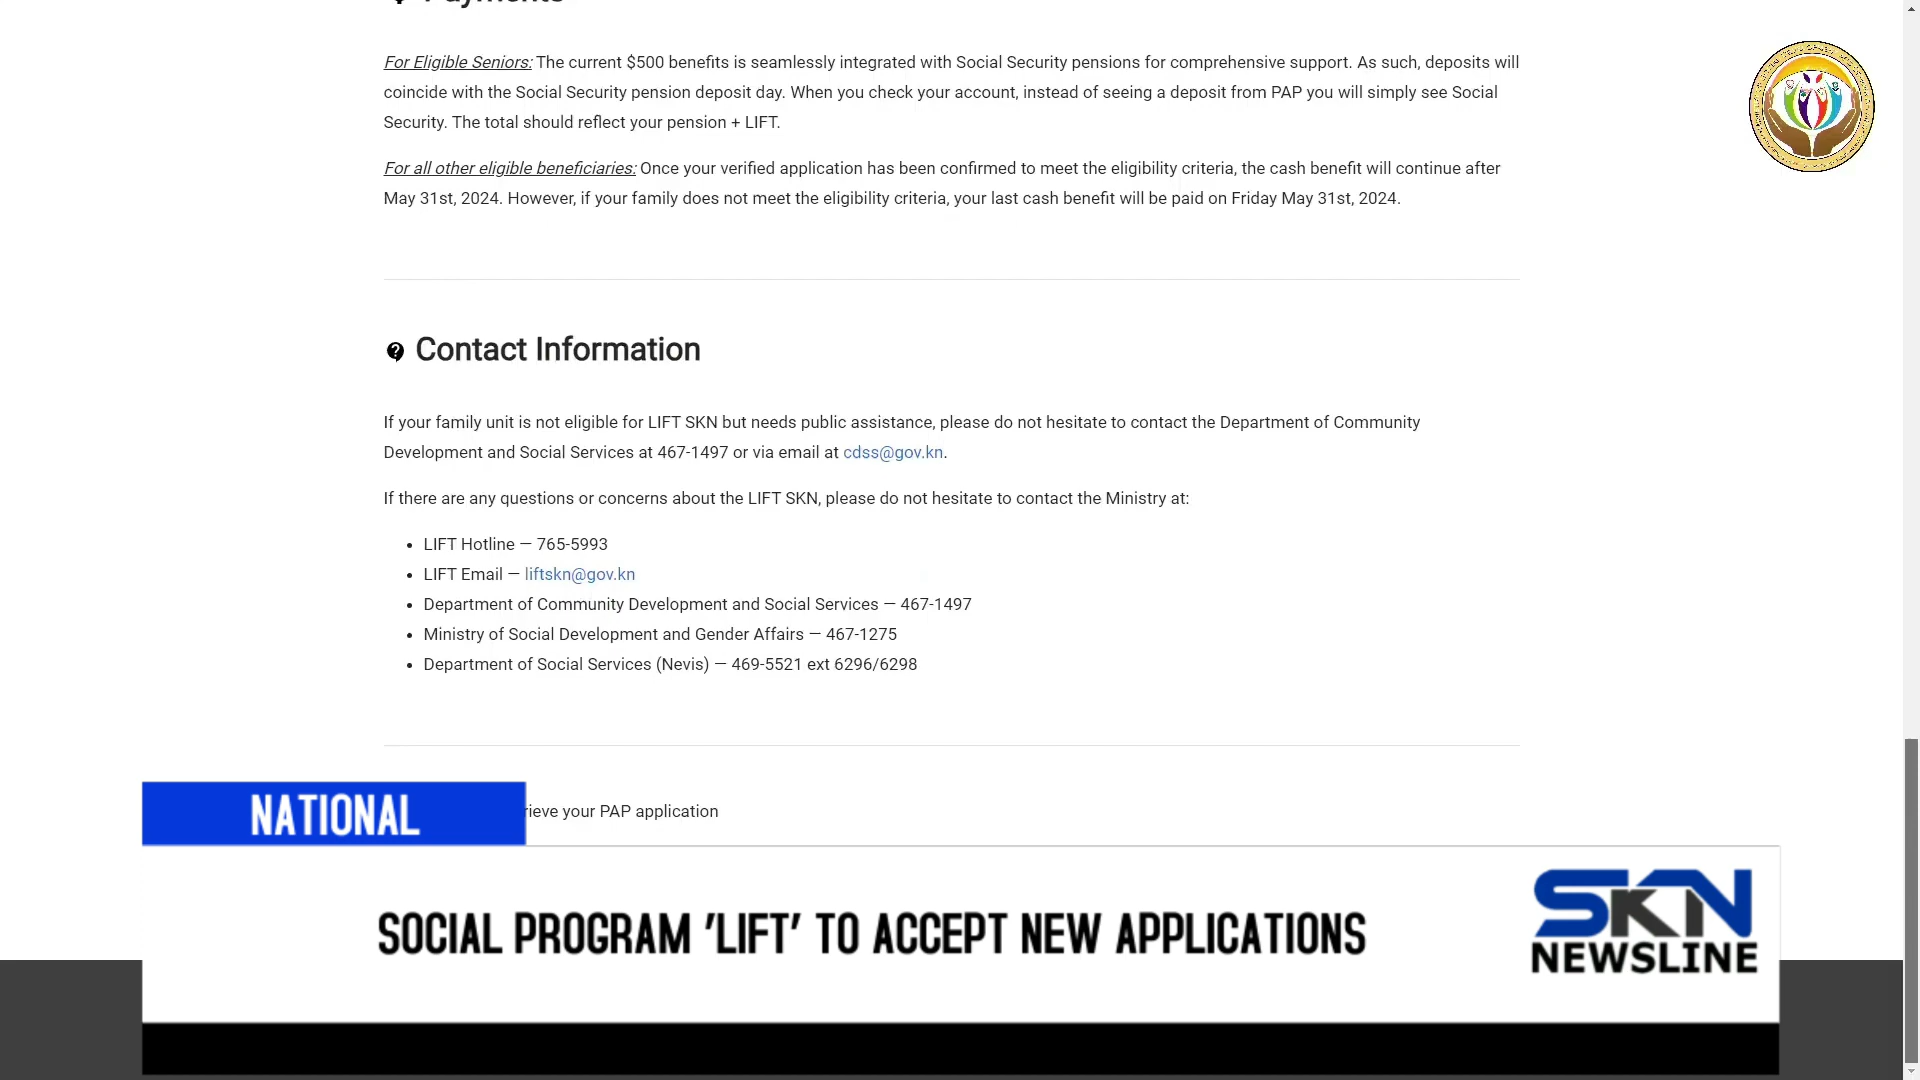 Payments
For Eligible Seniors: The current $500 benefits is seamlessly integrated with Social Security pensions for comprehensive support. As such, deposits will
coincide with the Social Security pension deposit day. When you check your account, instead of seeing a deposit from PAP you will simply see Social
Security. The total should reflect your pension + LIFT.
For all other eligible beneficiaries: Once your verified application has been confirmed to meet the eligibility criteria, the cash benefit will continue after
May 31st, 2024. However, if your family does not meet the eligibility criteria, your last cash benefit will be paid on Friday May 31st, 2024.
Contact Information
If your family unit is not eligible for LIFT SKN but needs public assistance, please do not hesitate to contact the Department of Community
Development and Social Services at 467-1497 or via email at cdss@gov.kn.
If there are any questions or concerns about the LIFT SKN, please do not hesitate to contact the Ministry at:
• LIFT Hotline — 765-5993
• LIFT Email — liftskn@gov.kn
• Department of Community Development and Social Services — 467-1497
• Ministry of Social Development and Gender Affairs — 467-1275
• Department of Social Services (Nevis) — 469-5521 ext 6296/6298
NATIONAL
rieve your PAP application
SOCIAL PROGRAM 'LIFT' TO ACCEPT NEW APPLICATIONS
SKN
NEWSLINE